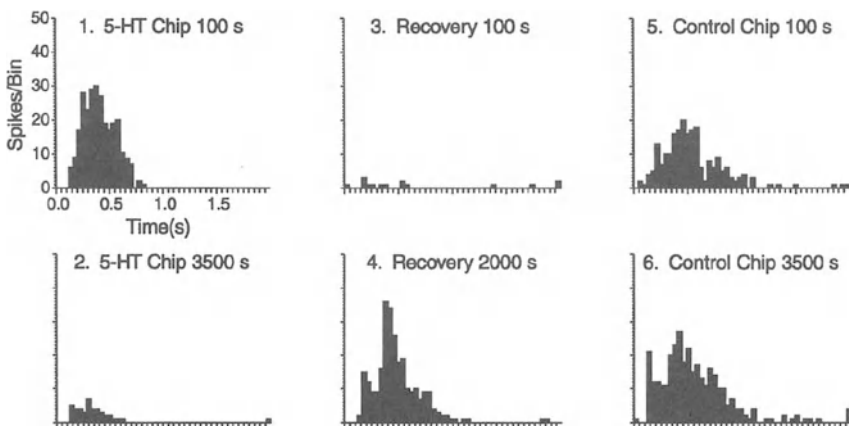 1. 5-HT Chip 100 s
3. Recovery 100 s
5. Control Chip 100 s
50
40
30
20
10
0
Spikes/Bin
0.0 0.5 1.0 1.5
Time(s)
2. 5-HT Chip 3500 s
4. Recovery 2000 s
6. Control Chip 3500 s